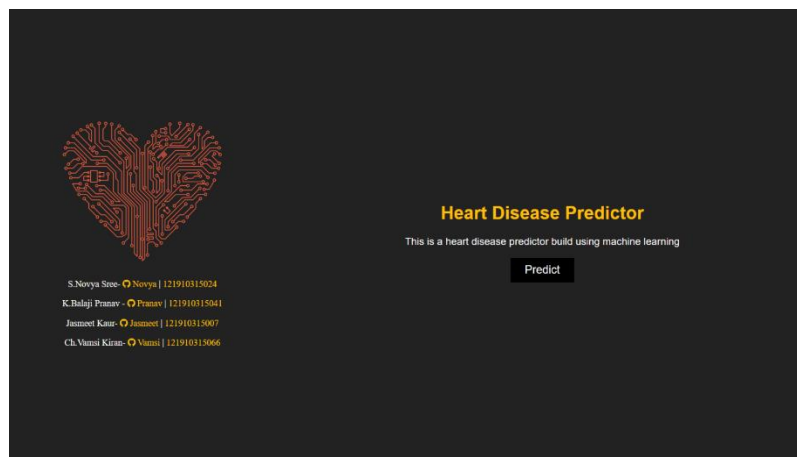 S.Novya Sree- Novya | 121910315024
K.Balaji Pranav - Pranav | 121910315041
Jasmeet Kaur- Jasmeet | 121910315007
Ch.Vamsi Kiran- Vamsi | 121910315066
Heart Disease Predictor
This is a heart disease predictor build using machine learning
Predict